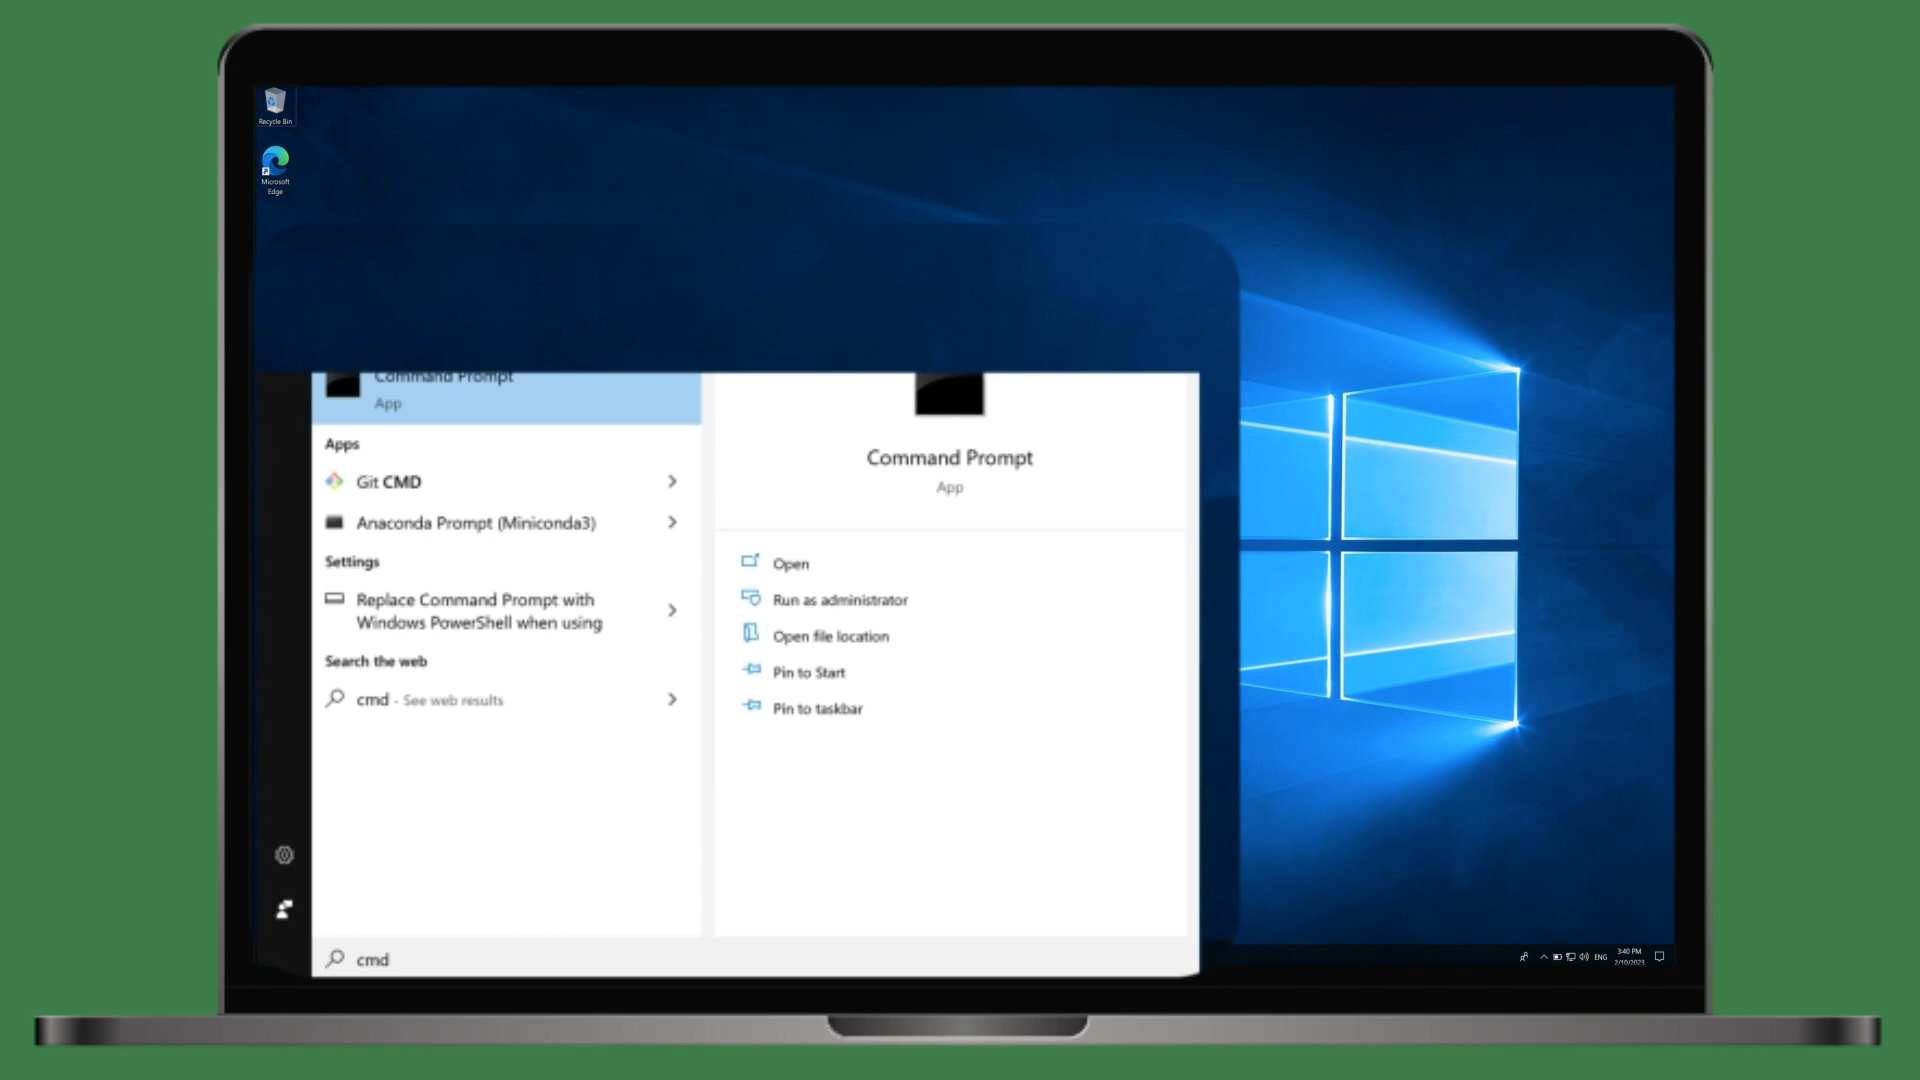 Recycle Bin
Microsoft
Edge
Command Prompt
App
Apps
Git CMD
Anaconda Prompt (Miniconda3)
Settings
Replace Command Prompt with
Windows PowerShell when using
Search the web
cmd - See web results
cmd
Command Prompt
App
Open
Run as administrator
Open file location
Pin to Start
Pin to taskbar
ENG
3:40 PM
2/10/2023